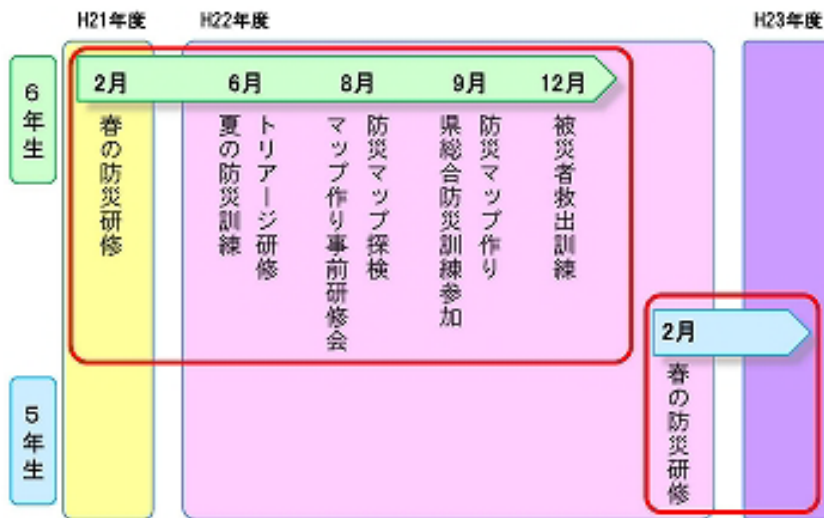 H21年度
H22年度
H23年度
6年生
2月
6月
8月
9月
12月
春の防災研修
トリアージ研修
夏の防災訓練
防災マップ探検
マップ作り事前研修会
防災マップ作り
県総合防災訓練参加
被災者救出訓練
5年生
2月
春の防災研修